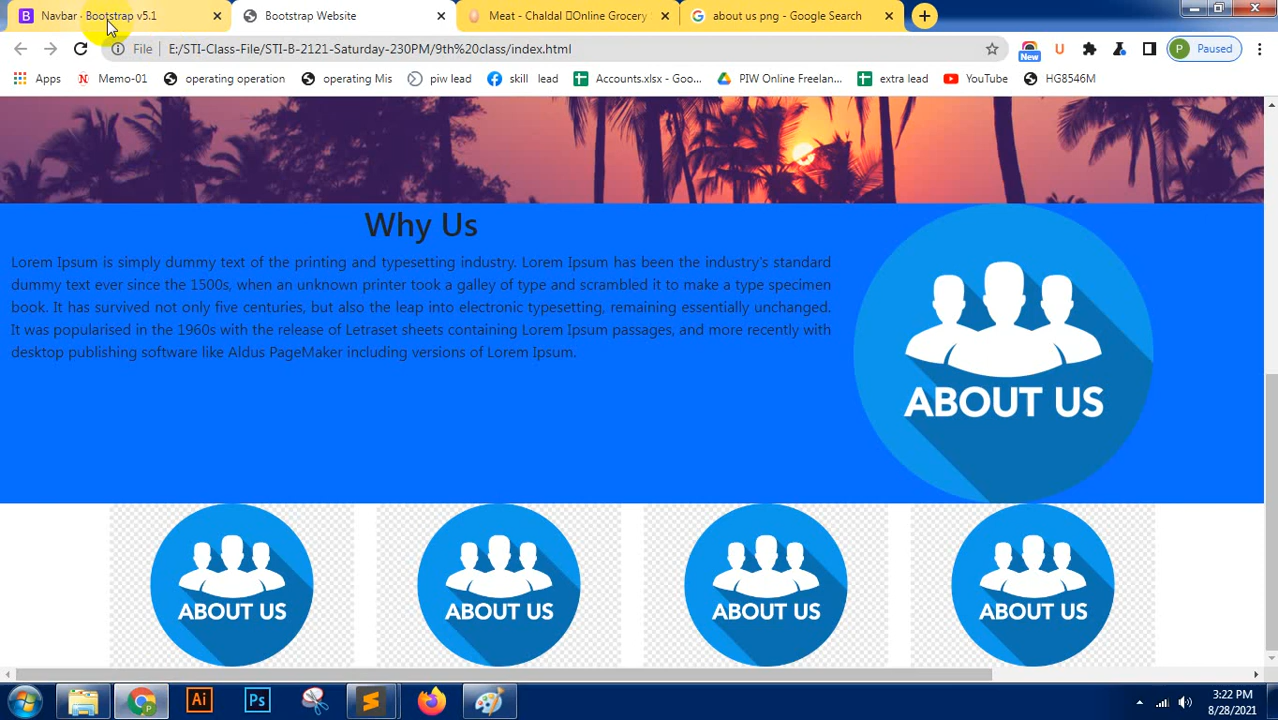 Navbar · Bootstrap v5.1
Bootstrap Website
Meat - Chaldal Online Grocery
about us png - Google Search
File
E:/STI-Class-File/STI-B-2121-Saturday-230PM/9th%20class/index.html
New
U
P
Paused
Apps
Memo-01
operating operation
operating Mis
piw lead
skill lead
Accounts.xlsx - Goo...
PIW Online Freelan...
extra lead
YouTube
HG8546M
Why Us
Lorem Ipsum is simply dummy text of the printing and typesetting industry. Lorem Ipsum has been the industry's standard
dummy text ever since the 1500s, when an unknown printer took a galley of type and scrambled it to make a type specimen
book. It has survived not only five centuries, but also the leap into electronic typesetting, remaining essentially unchanged.
It was popularised in the 1960s with the release of Letraset sheets containing Lorem Ipsum passages, and more recently with
desktop publishing software like Aldus PageMaker including versions of Lorem Ipsum.
ABOUT US
ABOUT US
ABOUT US
ABOUT US
ABOUT US
Ai
Ps
3:22 PM
8/28/2021